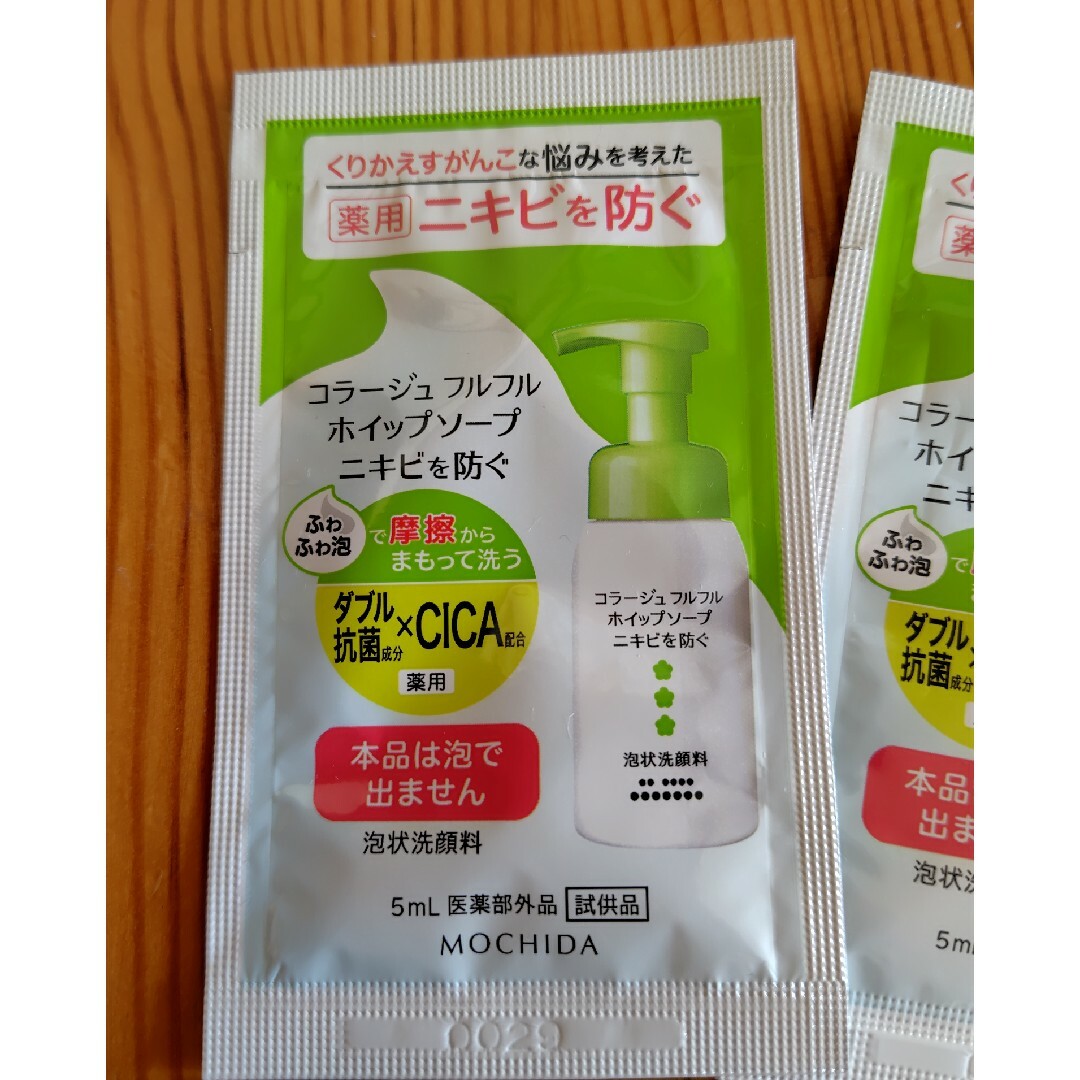 くりかえすがんこな悩みを考えた
薬用 ニキビを防ぐ
コラージュ フルフル
ホイップソープ
ニキビを防ぐ
ふわ
ふわ泡
で摩擦から
まもって洗う
ダブル
抗菌成分
×CICA配合
薬用
本品は泡で
出ません
泡状洗顔料
コラージュ フルフル
ホイップソープ
ニキビを防ぐ
泡状洗顔料
5mL 医薬部外品 試供品
MOCHIDA
0029
く
薬
コラー
ホイ
ニキ
ふわ
ふわ泡
で
ダブル
抗菌成分
本品
出ま
泡状
5m